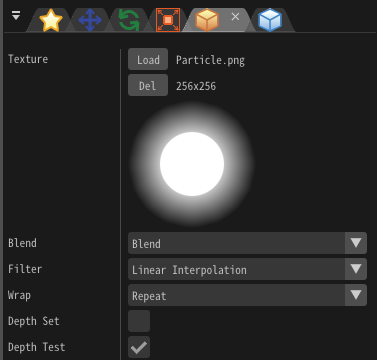 Texture Load Particle.png
Del 256x256
Blend Blend
Filter Linear Interpolation
Wrap Repeat
Depth Set
Depth Test